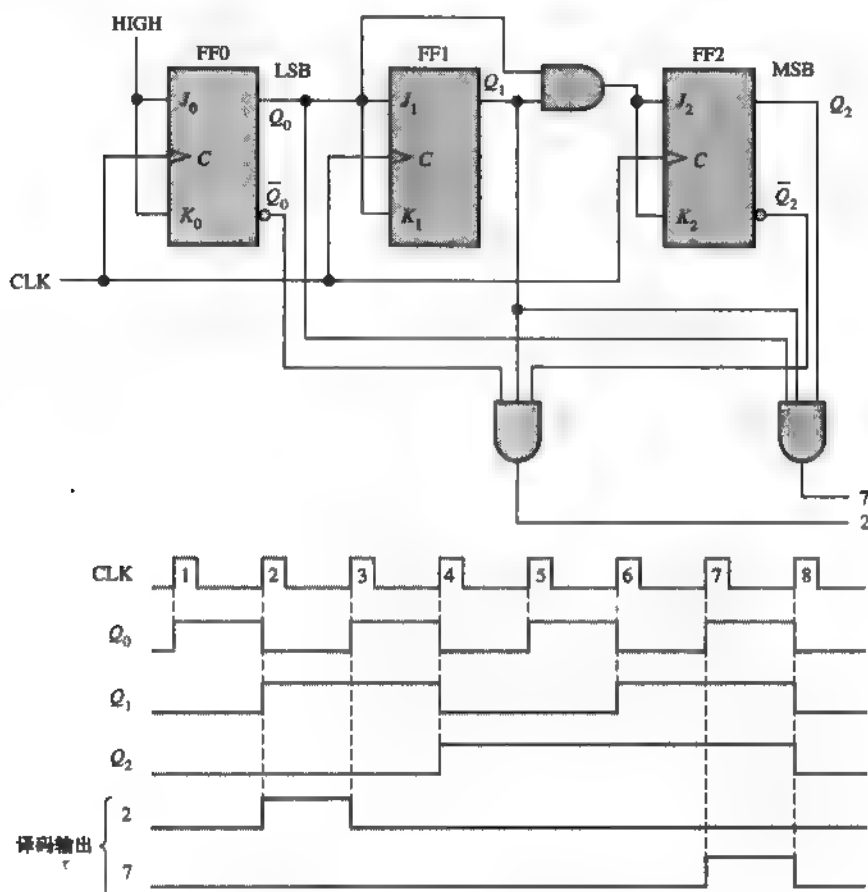 HIGH
FF0 LSB FF1 FF2 MSB
J₀ Q₀ J₁ Q₁ J₂ Q₂
C C C
K₀ Q̅₀ K₁ K₂ Q̅₂
CLK
7
2
CLK 1 2 3 4 5 6 7 8
Q₀
Q₁
Q₂
译码输出
2
7